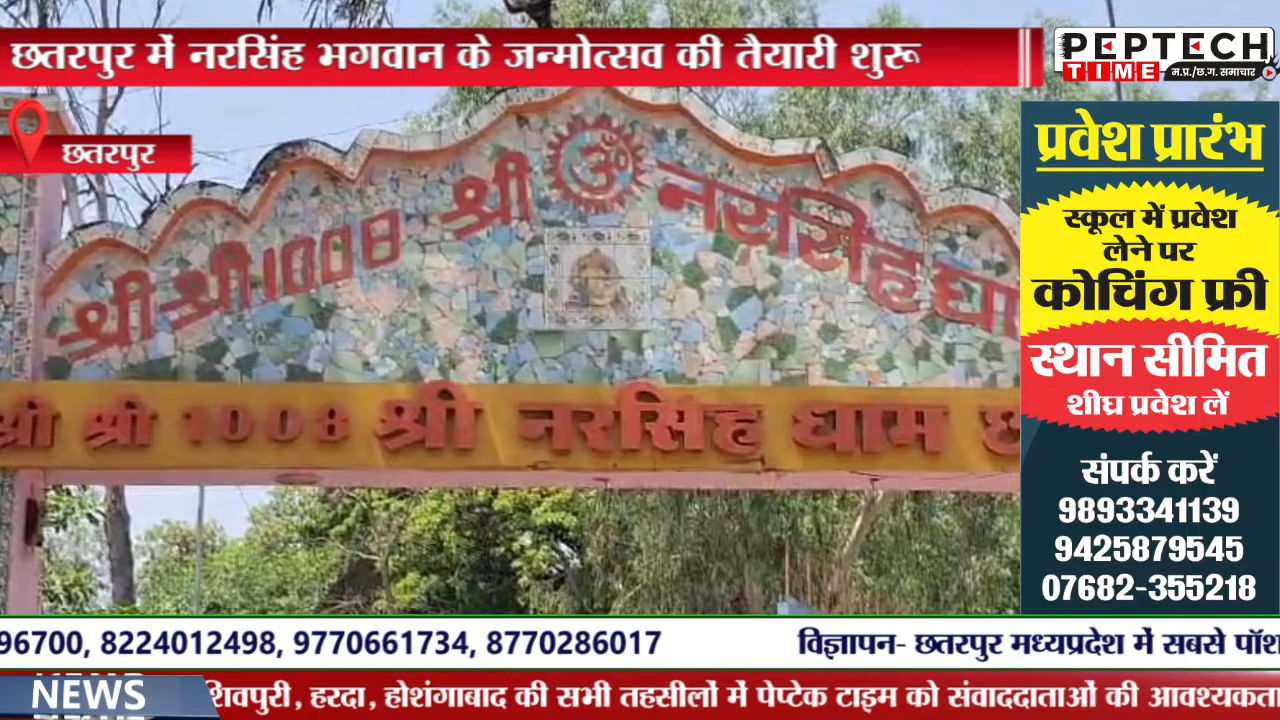 छतरपुर में नरसिंह भगवान के जन्मोत्सव की तैयारी शुरू
PEPTECH
TIME म.प्र./छ.ग. समाचार
छतरपुर
ॐ
श्री श्री 1008 श्री नरसिंह धा
श्री श्री 1008 श्री नरसिंह धाम छ
प्रवेश प्रारंभ
स्कूल में प्रवेश
लेने पर
कोचिंग फ्री
स्थान सीमित
शीघ्र प्रवेश लें
संपर्क करें
9893341139
9425879545
07682-355218
96700, 8224012498, 9770661734, 8770286017 विज्ञापन- छतरपुर मध्यप्रदेश में सबसे पॉश
NEWS शिवपुरी, हरदा, होशंगाबाद की सभी तहसीलों में पेप्टेक टाइम को संवाददाताओं की आवश्यकता